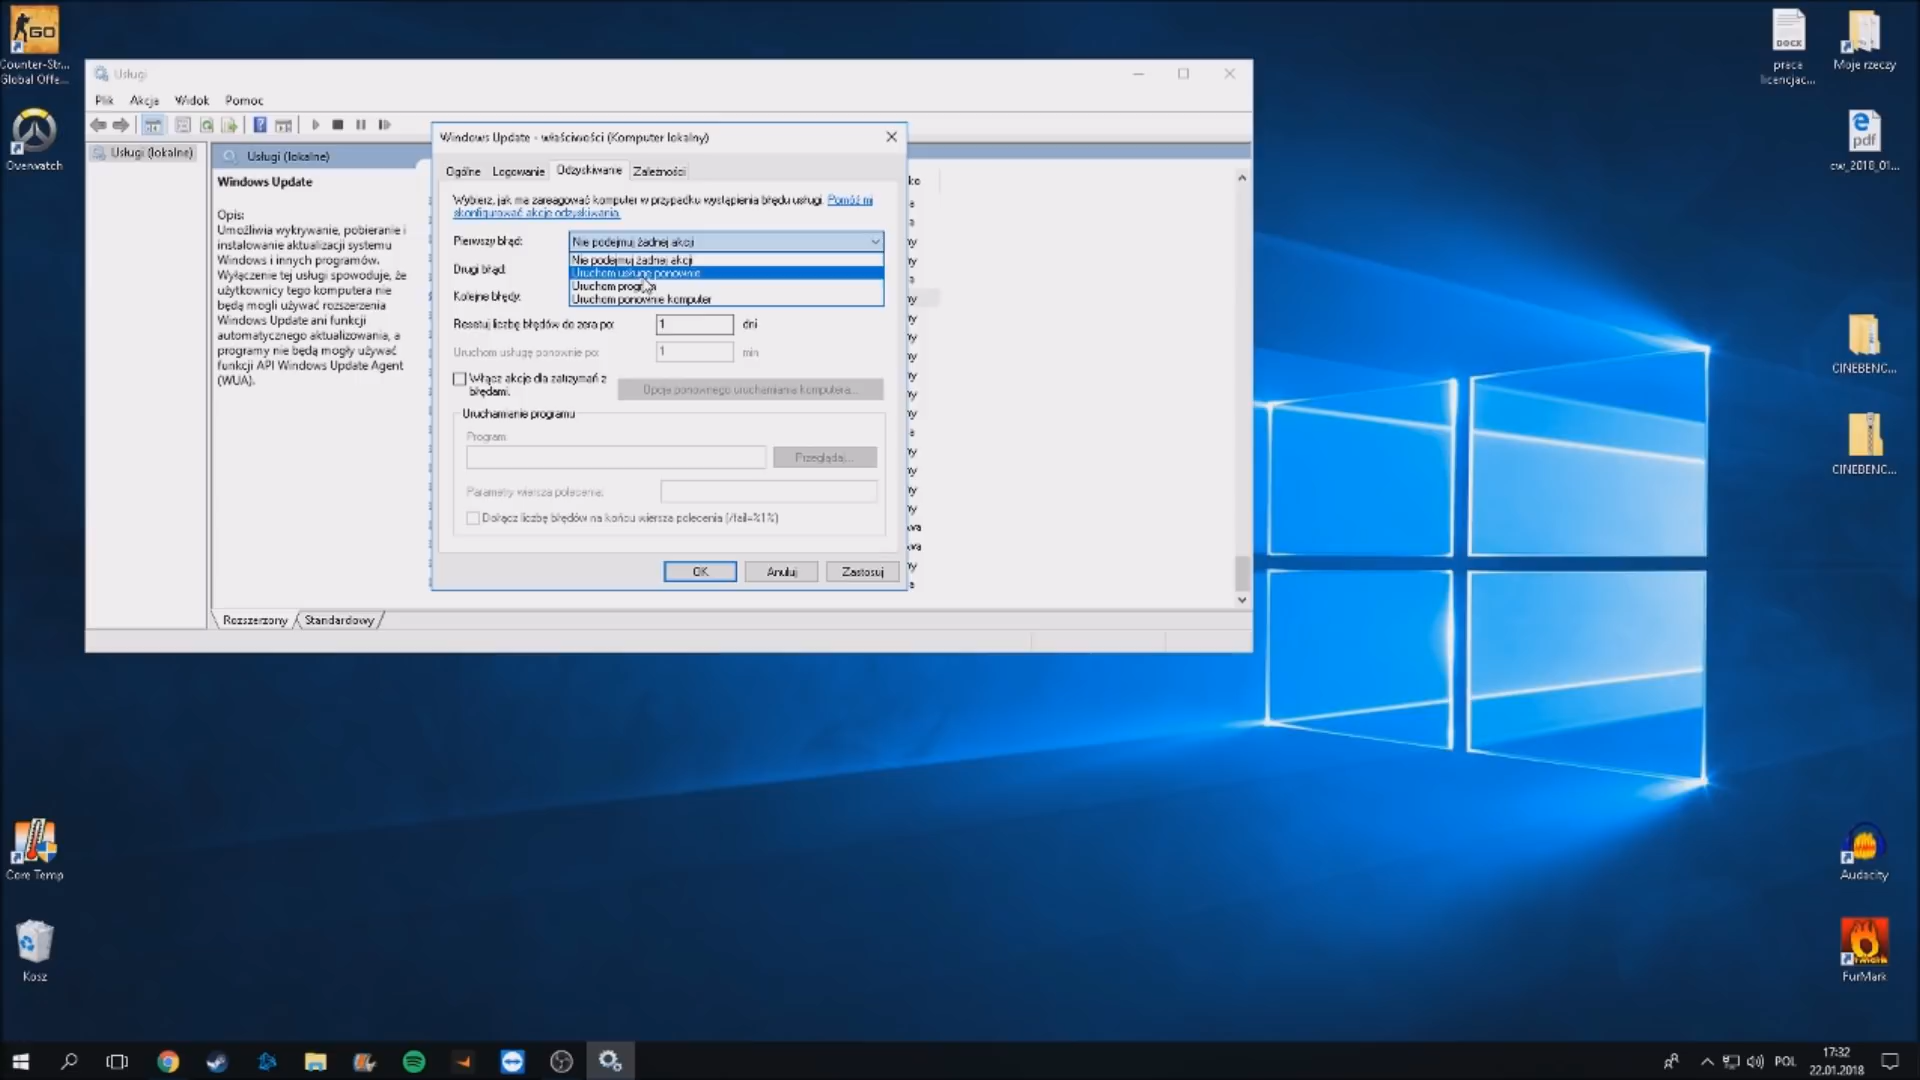 Counter-Str...
Global Offe...
Overwatch
Core Temp
Kosz
praca
licencjac...
Moje rzeczy
cw_2018_01...
CINEBENC...
CINEBENC...
Audacity
FurMark
Usługi
Plik Akcja Widok Pomoc
Usługi (lokalne)
Usługi (lokalne)
Windows Update
Opis:
Umożliwia wykrywanie, pobieranie i
instalowanie aktualizacji systemu
Windows i innych programów.
Wyłączenie tej usługi spowoduje, że
użytkownicy tego komputera nie
będą mogli używać rozszerzenia
Windows Update ani funkcji
automatycznego aktualizowania, a
programy nie będą mogły używać
funkcji API Windows Update Agent
(WUA).
Rozszerzony Standardowy
Windows Update - właściwości (Komputer lokalny)
Ogólne Logowanie Odzyskiwanie Zależności
Wybierz, jak ma zareagować komputer w przypadku wystąpienia błędu usługi. Pomóż mi
skonfigurować akcje odzyskiwania.
Pierwszy błąd: Nie podejmuj żadnej akcji
Nie podejmuj żadnej akcji
Drugi błąd: Uruchom usługę ponownie
Uruchom program
Kolejne błędy: Uruchom ponownie komputer
Resetuj liczbę błędów do zera po: 1 dni
Uruchom usługę ponownie po: 1 min
Włącz akcje dla zatrzymań z
błędami. Opcje ponownego uruchamiania komputera...
Uruchamianie programu
Program:
Przeglądaj...
Parametry wiersza polecenia:
Dołącz liczbę błędów na końcu wiersza polecenia (/fail=%1%)
OK Anuluj Zastosuj
POL
17:32
22.01.2018